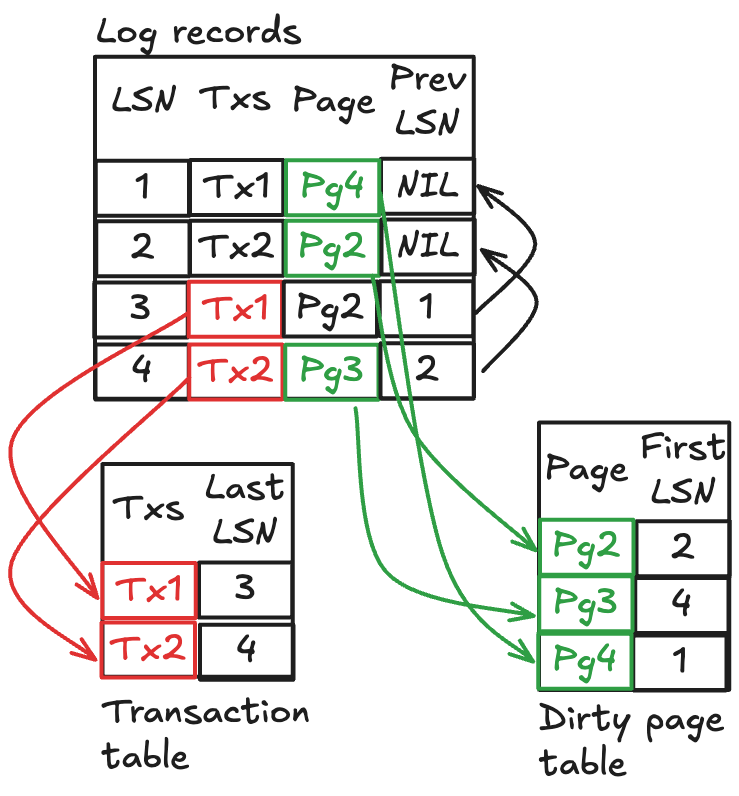 Log records
LSN Txs Page Prev LSN
1 Tx1 Pg4 NIL
2 Tx2 Pg2 NIL
3 Tx1 Pg2 1
4 Tx2 Pg3 2
Txs Last LSN
Tx1 3
Tx2 4
Transaction
table
Page First LSN
Pg2 2
Pg3 4
Pg4 1
Dirty page
table